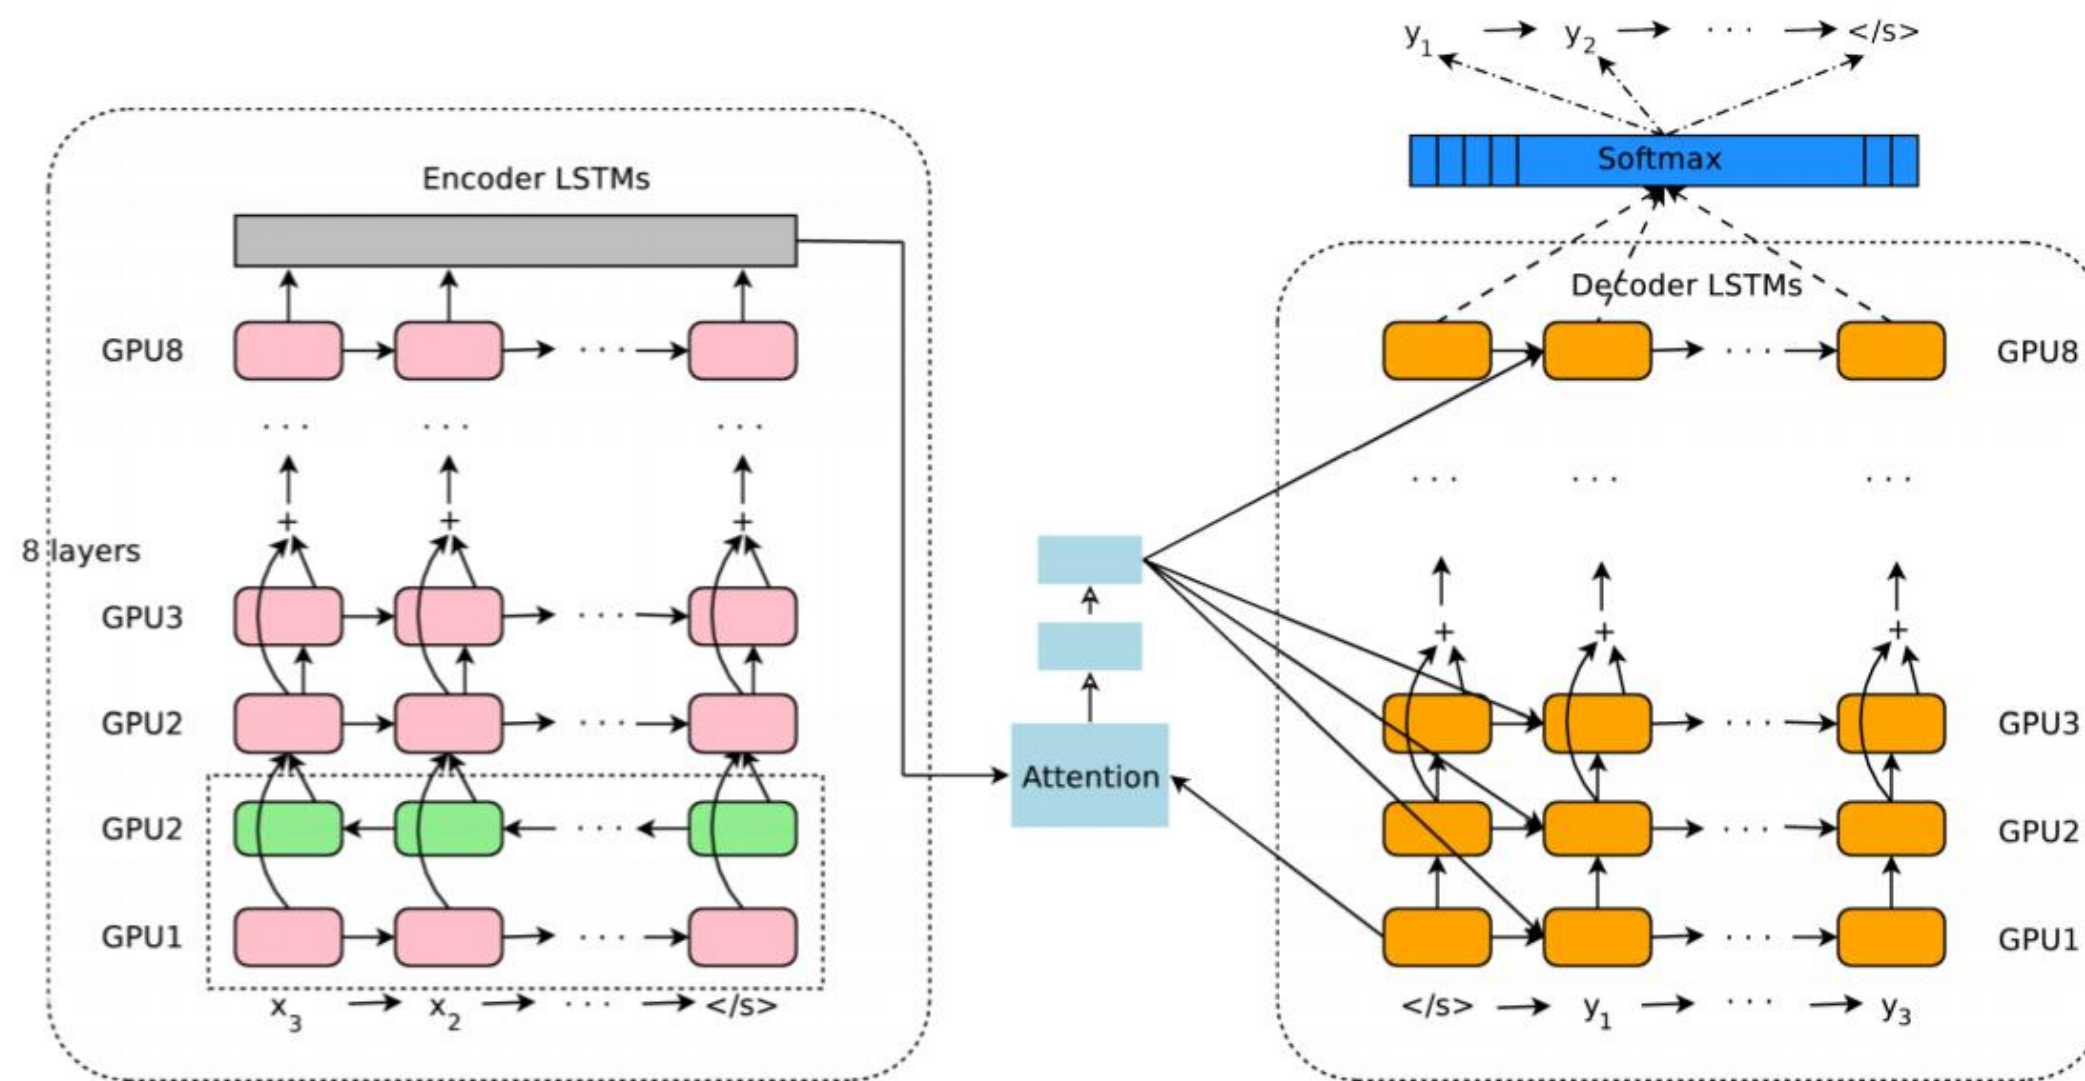 y1 y2 ... </s>
Softmax
Encoder LSTMs
Decoder LSTMs
GPU8 ... GPU8
... ... ...
... ... ...
+ + +
8 layers
GPU3 ...
+ + +
GPU2 ... GPU3
Attention
GPU2 ... GPU2
GPU1 ... GPU1
x3 x2 ... </s>
</s> y1 ... y3